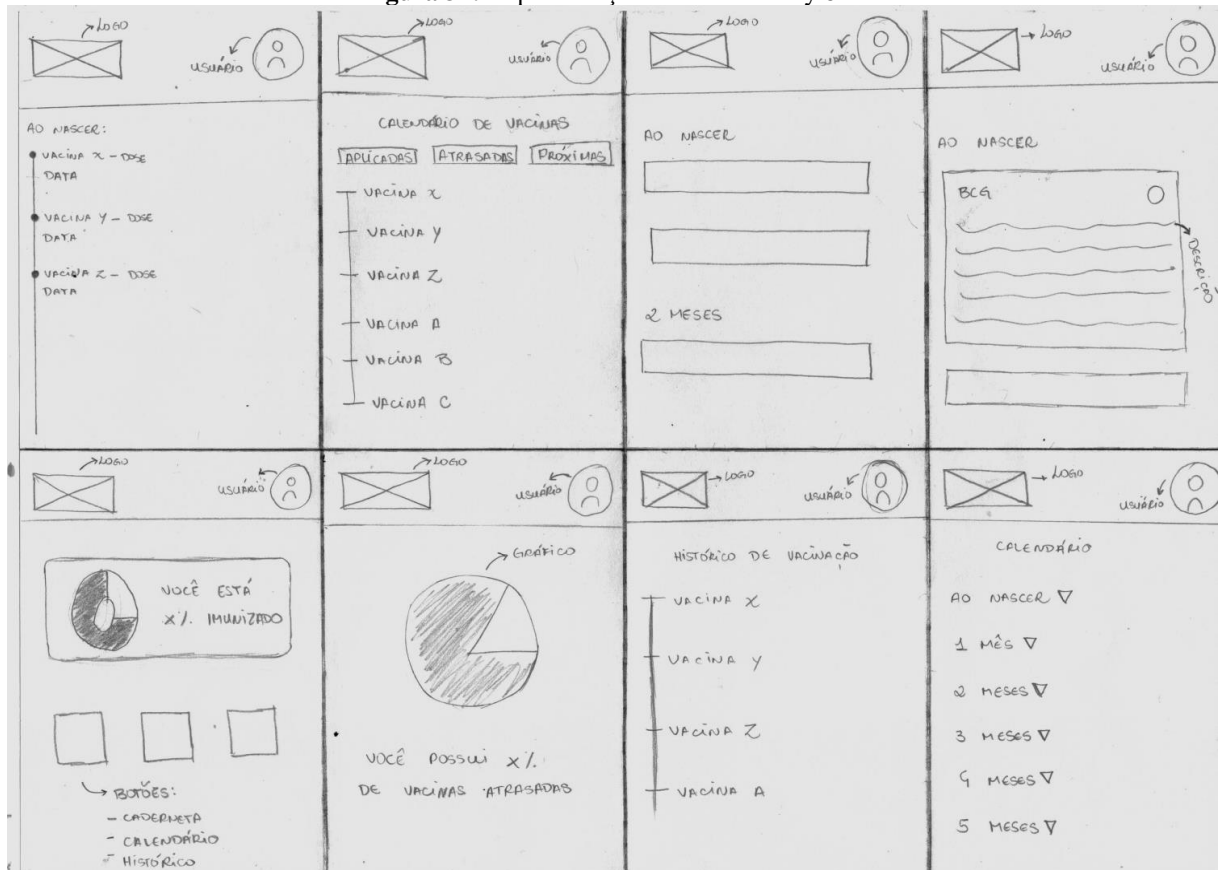 LOGO
USUÁRIO
AO NASCER:
VACINA X - DOSE
DATA
VACINA Y - DOSE
DATA
VACINA Z - DOSE
DATA
LOGO
USUÁRIO
CALENDÁRIO DE VACINAS
APLICADAS ATRASADAS PRÓXIMAS
VACINA X
VACINA Y
VACINA Z
VACINA A
VACINA B
VACINA C
LOGO
USUÁRIO
AO NASCER
2 MESES
LOGO
USUÁRIO
AO NASCER
BCG
DESCRIÇÃO
LOGO
USUÁRIO
VOCÊ ESTÁ
X% IMUNIZADO
BOTÕES:
- CADERNETA
- CALENDÁRIO
- HISTÓRICO
LOGO
USUÁRIO
GRÁFICO
VOCÊ POSSUI X%
DE VACINAS ATRASADAS
LOGO
USUÁRIO
HISTÓRICO DE VACINAÇÃO
VACINA X
VACINA Y
VACINA Z
VACINA A
LOGO
USUÁRIO
CALENDÁRIO
AO NASCER
1 MÊS
2 MESES
3 MESES
4 MESES
5 MESES